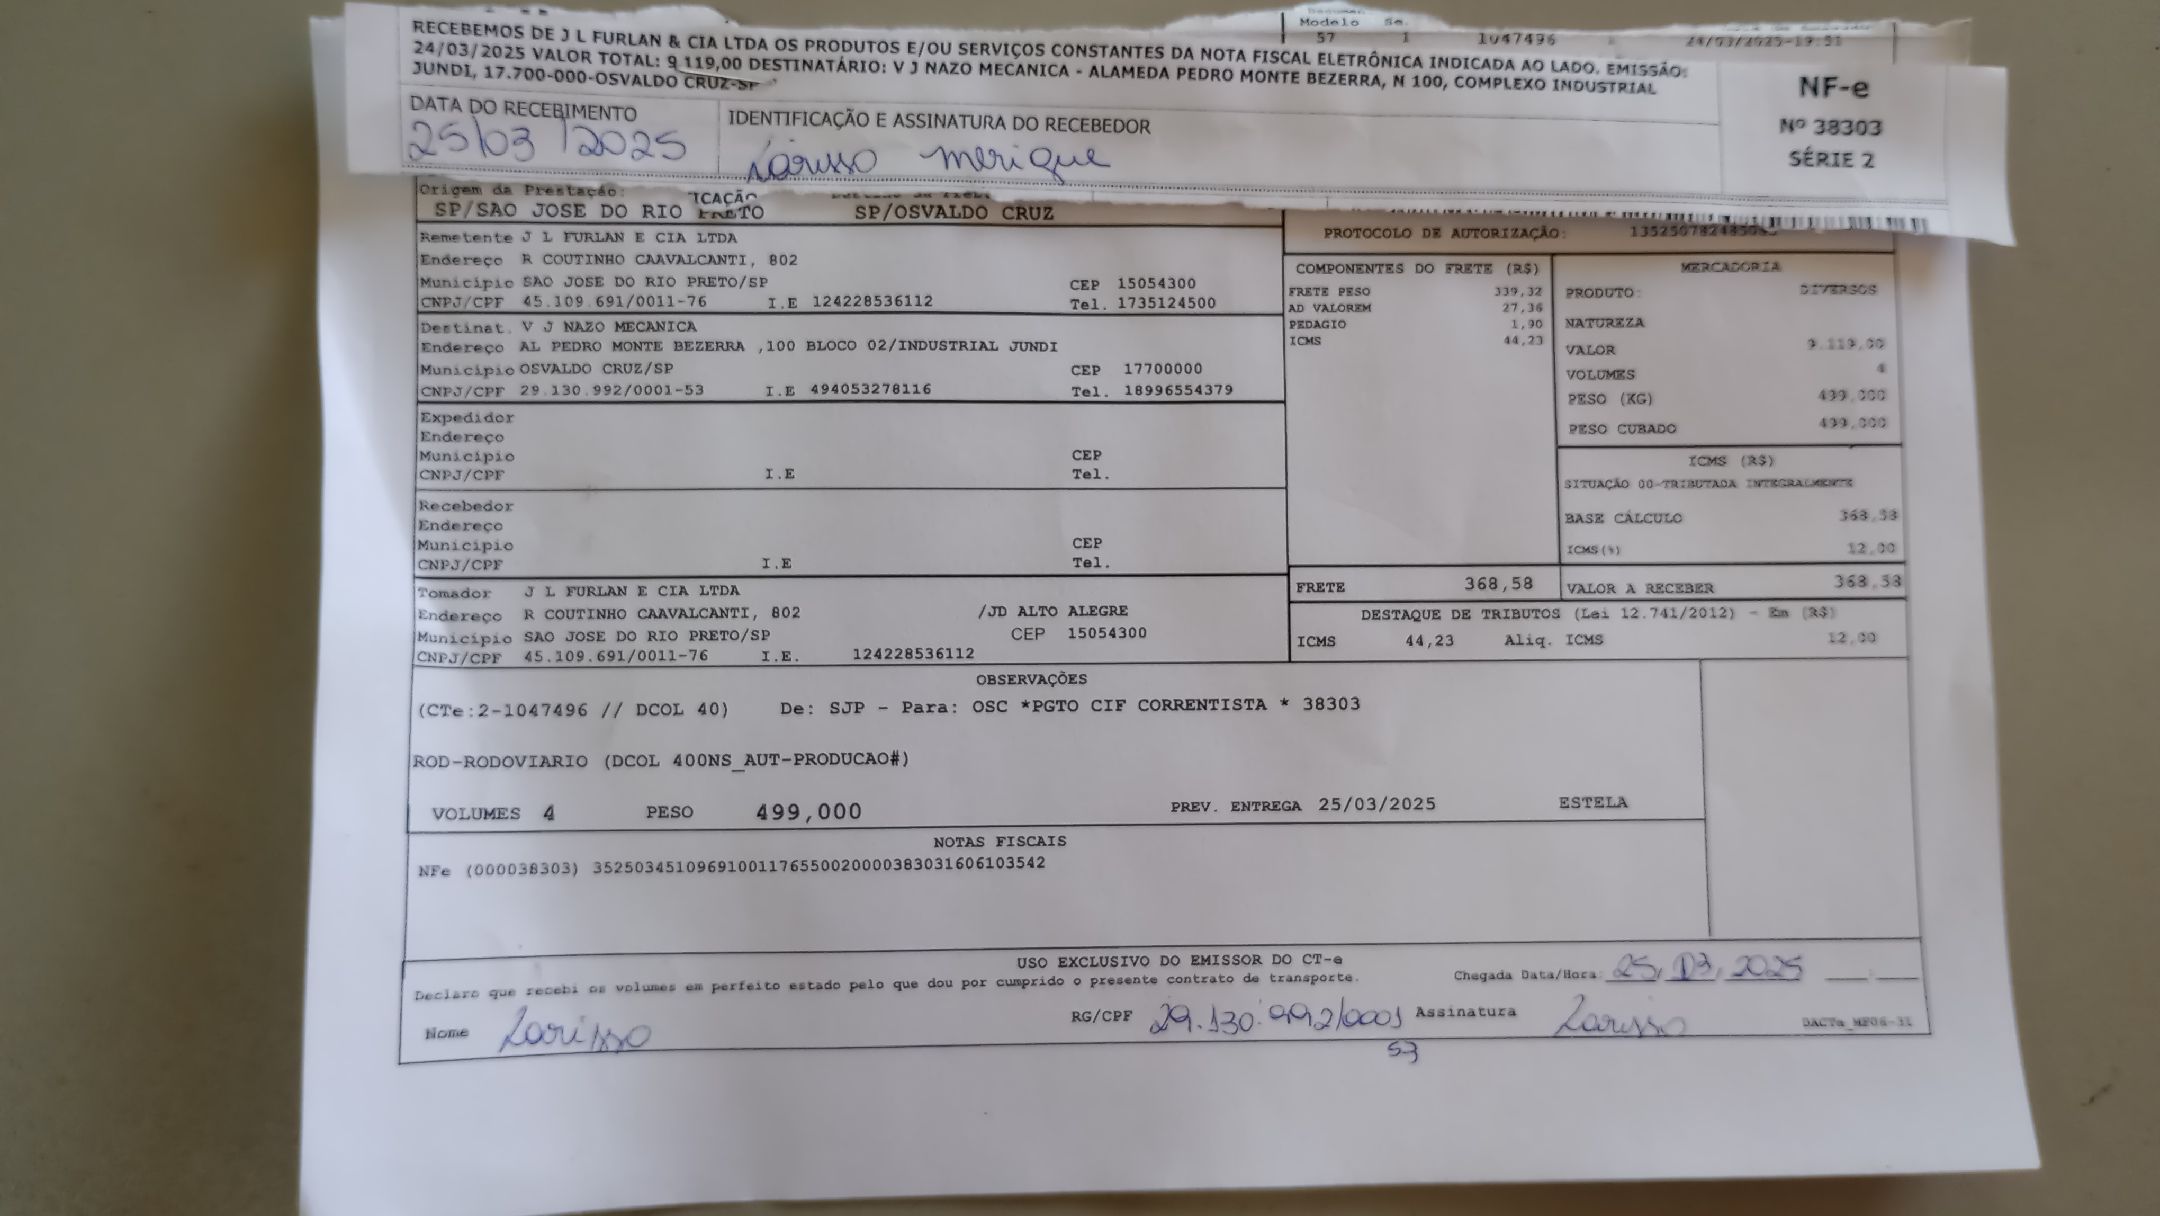 Modelo Se.
57 1 1047496 24/03/2025-19:51
RECEBEMOS DE J L FURLAN & CIA LTDA OS PRODUTOS E/OU SERVIÇOS CONSTANTES DA NOTA FISCAL ELETRÔNICA INDICADA AO LADO. EMISSÃO:
24/03/2025 VALOR TOTAL: 9.119,00 DESTINATÁRIO: V J NAZO MECANICA - ALAMEDA PEDRO MONTE BEZERRA, N 100, COMPLEXO INDUSTRIAL
JUNDI, 17.700-000-OSVALDO CRUZ-SP
NF-e
Nº 38303
SÉRIE 2
DATA DO RECEBIMENTO
25/03/2025
IDENTIFICAÇÃO E ASSINATURA DO RECEBEDOR
Larissa Merique
Origem da Prestação:
SP/SAO JOSE DO RIO PRETO SP/OSVALDO CRUZ
PROTOCOLO DE AUTORIZAÇÃO:
Remetente J L FURLAN E CIA LTDA
Endereço R COUTINHO CAAVALCANTI, 802
Município SAO JOSE DO RIO PRETO/SP CEP 15054300
CNPJ/CPF 45.109.691/0011-76 I.E 124228536112 Tel. 1735124500
Destinat. V J NAZO MECANICA
Endereço AL PEDRO MONTE BEZERRA ,100 BLOCO 02/INDUSTRIAL JUNDI
Município OSVALDO CRUZ/SP CEP 17700000
CNPJ/CPF 29.130.992/0001-53 I.E 494053278116 Tel. 18996554379
Expedidor
Endereço
Município CEP
CNPJ/CPF I.E Tel.
Recebedor
Endereço
Município CEP
CNPJ/CPF I.E Tel.
Tomador J L FURLAN E CIA LTDA
Endereço R COUTINHO CAAVALCANTI, 802 /JD ALTO ALEGRE
Município SAO JOSE DO RIO PRETO/SP CEP 15054300
CNPJ/CPF 45.109.691/0011-76 I.E. 124228536112
COMPONENTES DO FRETE (R$)
FRETE PESO 339,32
AD VALOREM 27,36
PEDAGIO 1,90
ICMS 44,23
MERCADORIA
PRODUTO: DIVERSOS
NATUREZA
VALOR 9.119,00
VOLUMES 4
PESO (KG) 499,000
PESO CUBADO 499,000
ICMS (R$)
SITUAÇÃO 00-TRIBUTADA INTEGRALMENTE
BASE CÁLCULO 368,58
ICMS(%) 12,00
FRETE 368,58 VALOR A RECEBER 368,58
DESTAQUE DE TRIBUTOS (Lei 12.741/2012) - Em (R$)
ICMS 44,23 Aliq. ICMS 12,00
OBSERVAÇÕES
(CTe:2-1047496 // DCOL 40) De: SJP - Para: OSC *PGTO CIF CORRENTISTA * 38303
ROD-RODOVIARIO (DCOL 400NS_AUT-PRODUCAO#)
VOLUMES 4 PESO 499,000 PREV. ENTREGA 25/03/2025 ESTELA
NOTAS FISCAIS
NFe (000038303) 35250345109691001176550020000383031606103542
USO EXCLUSIVO DO EMISSOR DO CT-e
Declaro que recebi os volumes em perfeito estado pelo que dou por cumprido o presente contrato de transporte. Chegada Data/Hora: 25/03/2025
Nome Larissa RG/CPF 29.130.992/0001 Assinatura Larissa
53